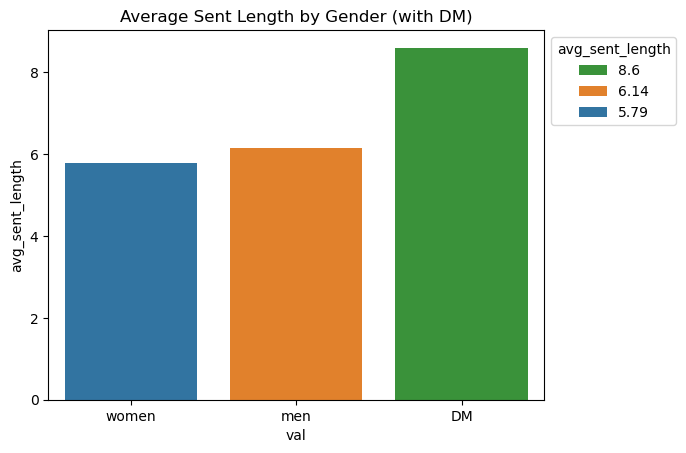 Average Sent Length by Gender (with DM)
avg_sent_length
8.6
6.14
5.79
avg_sent_length
8
6
4
2
0
women men DM
val